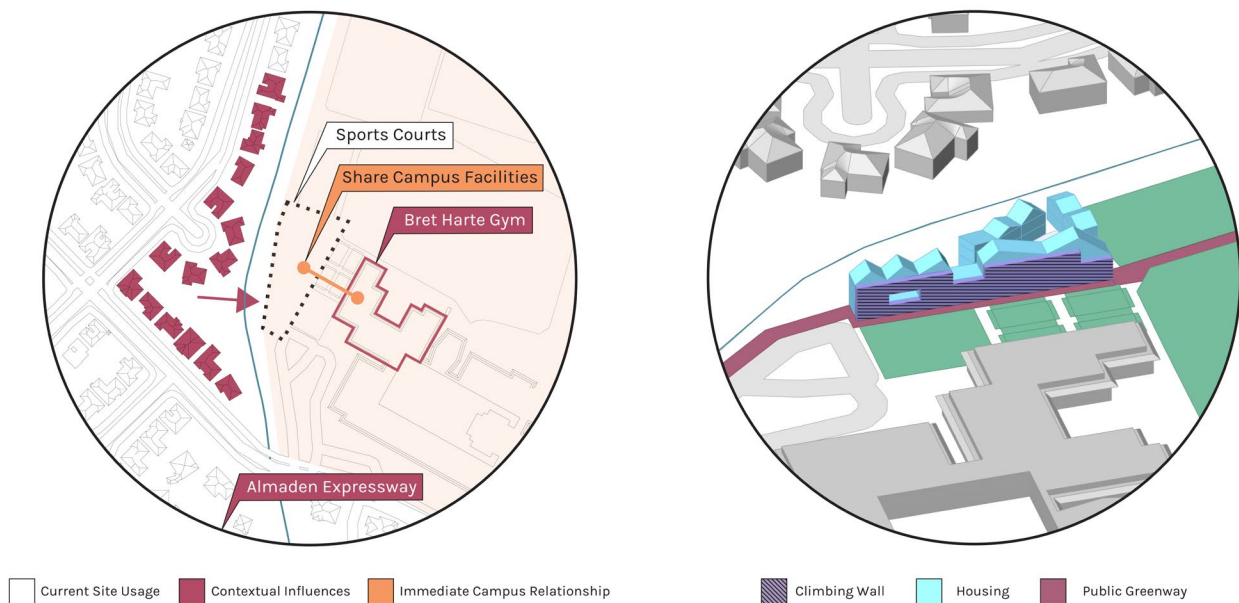 Sports Courts
Share Campus Facilities
Bret Harte Gym
Almaden Expressway
Current Site Usage
Contextual Influences
Immediate Campus Relationship
Climbing Wall
Housing
Public Greenway